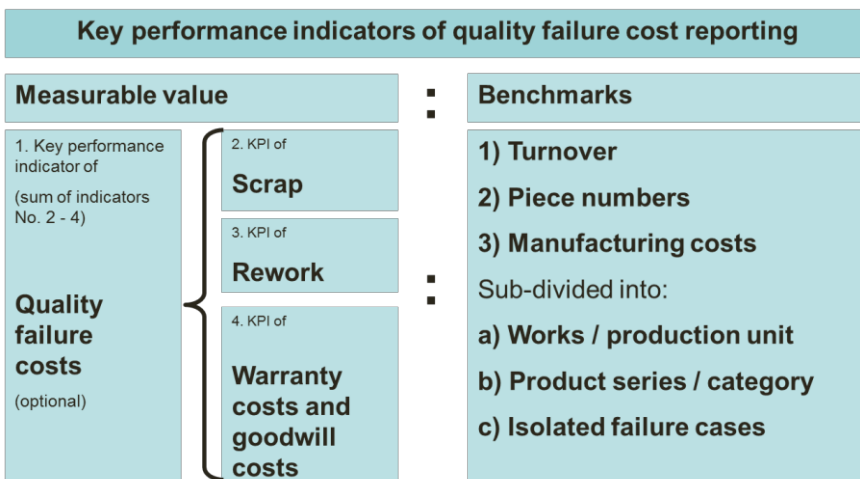 Key performance indicators of quality failure cost reporting
Measurable value
:
Benchmarks
1. Key performance
indicator of
(sum of indicators
No. 2 - 4)
Quality
failure
costs
(optional)
2. KPI of
Scrap
3. KPI of
Rework
4. KPI of
Warranty
costs and
goodwill
costs
:
1) Turnover
2) Piece numbers
3) Manufacturing costs
Sub-divided into:
a) Works / production unit
b) Product series / category
c) Isolated failure cases